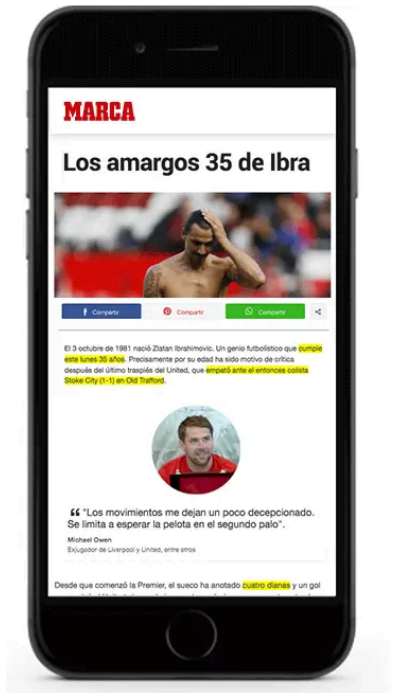 MARCA
Los amargos 35 de Ibra
Compartir
Compartir
Compartir
El 3 octubre de 1981 nació Zlatan Ibrahimovic. Un genio futbolístico que cumple
este lunes 35 años. Precisamente por su edad ha sido motivo de crítica
después del último traspiés del United, que empató ante el entonces colista
Stoke City (1-1) en Old Trafford.
"Los movimientos me dejan un poco decepcionado.
Se limita a esperar la pelota en el segundo palo".
Michael Owen
Exjugador de Liverpool y United, entre otros
Desde que comenzó la Premier, el sueco ha anotado cuatro dianas y un gol